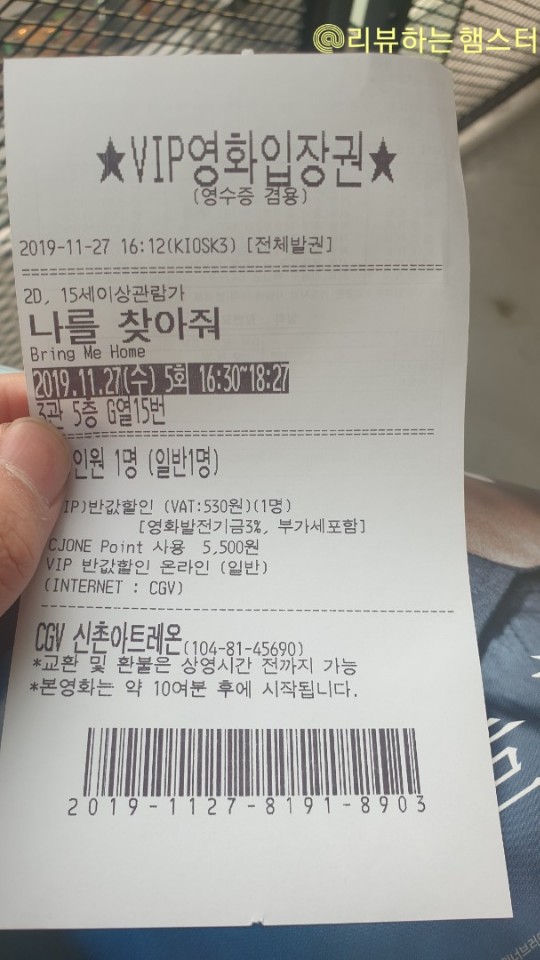 @리뷰하는 햄스터
★VIP영화입장권★
(영수증 겸용)
2019-11-27 16:12(KIOSK3) [전체발권]
2D, 15세이상관람가
나를 찾아줘
Bring Me Home
2019.11.27(수) 5회 16:30~18:27
3관 5층 G열15번
인원 1명 (일반1명)
IP)반값할인 (VAT:530원)(1명)
[영화발전기금3%, 부가세포함]
CJONE Point 사용 5,500원
VIP 반값할인 온라인 (일반)
(INTERNET : CGV)
CGV 신촌아트레온(104-81-45690)
*교환 및 환불은 상영시간 전까지 가능
*본영화는 약 10여분 후에 시작됩니다.
2019-1127-8191-8903